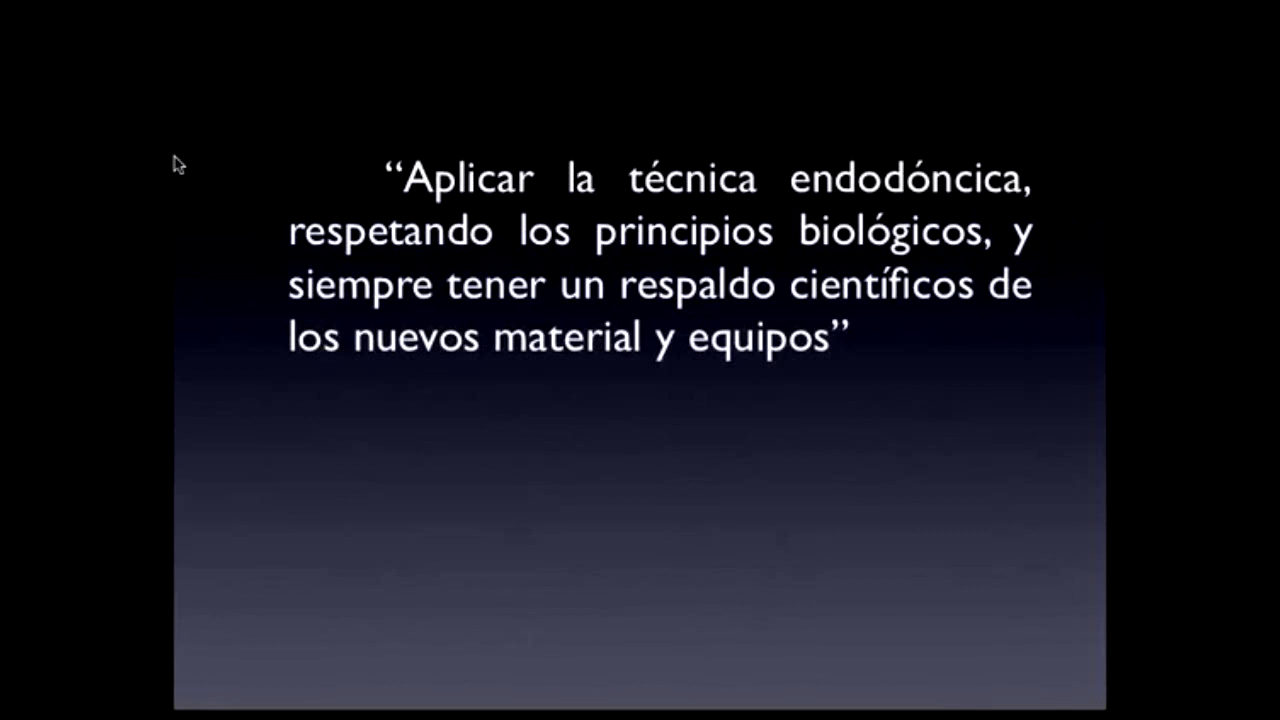 “Aplicar la técnica endodóncica,
respetando los principios biológicos, y
siempre tener un respaldo científicos de
los nuevos material y equipos”